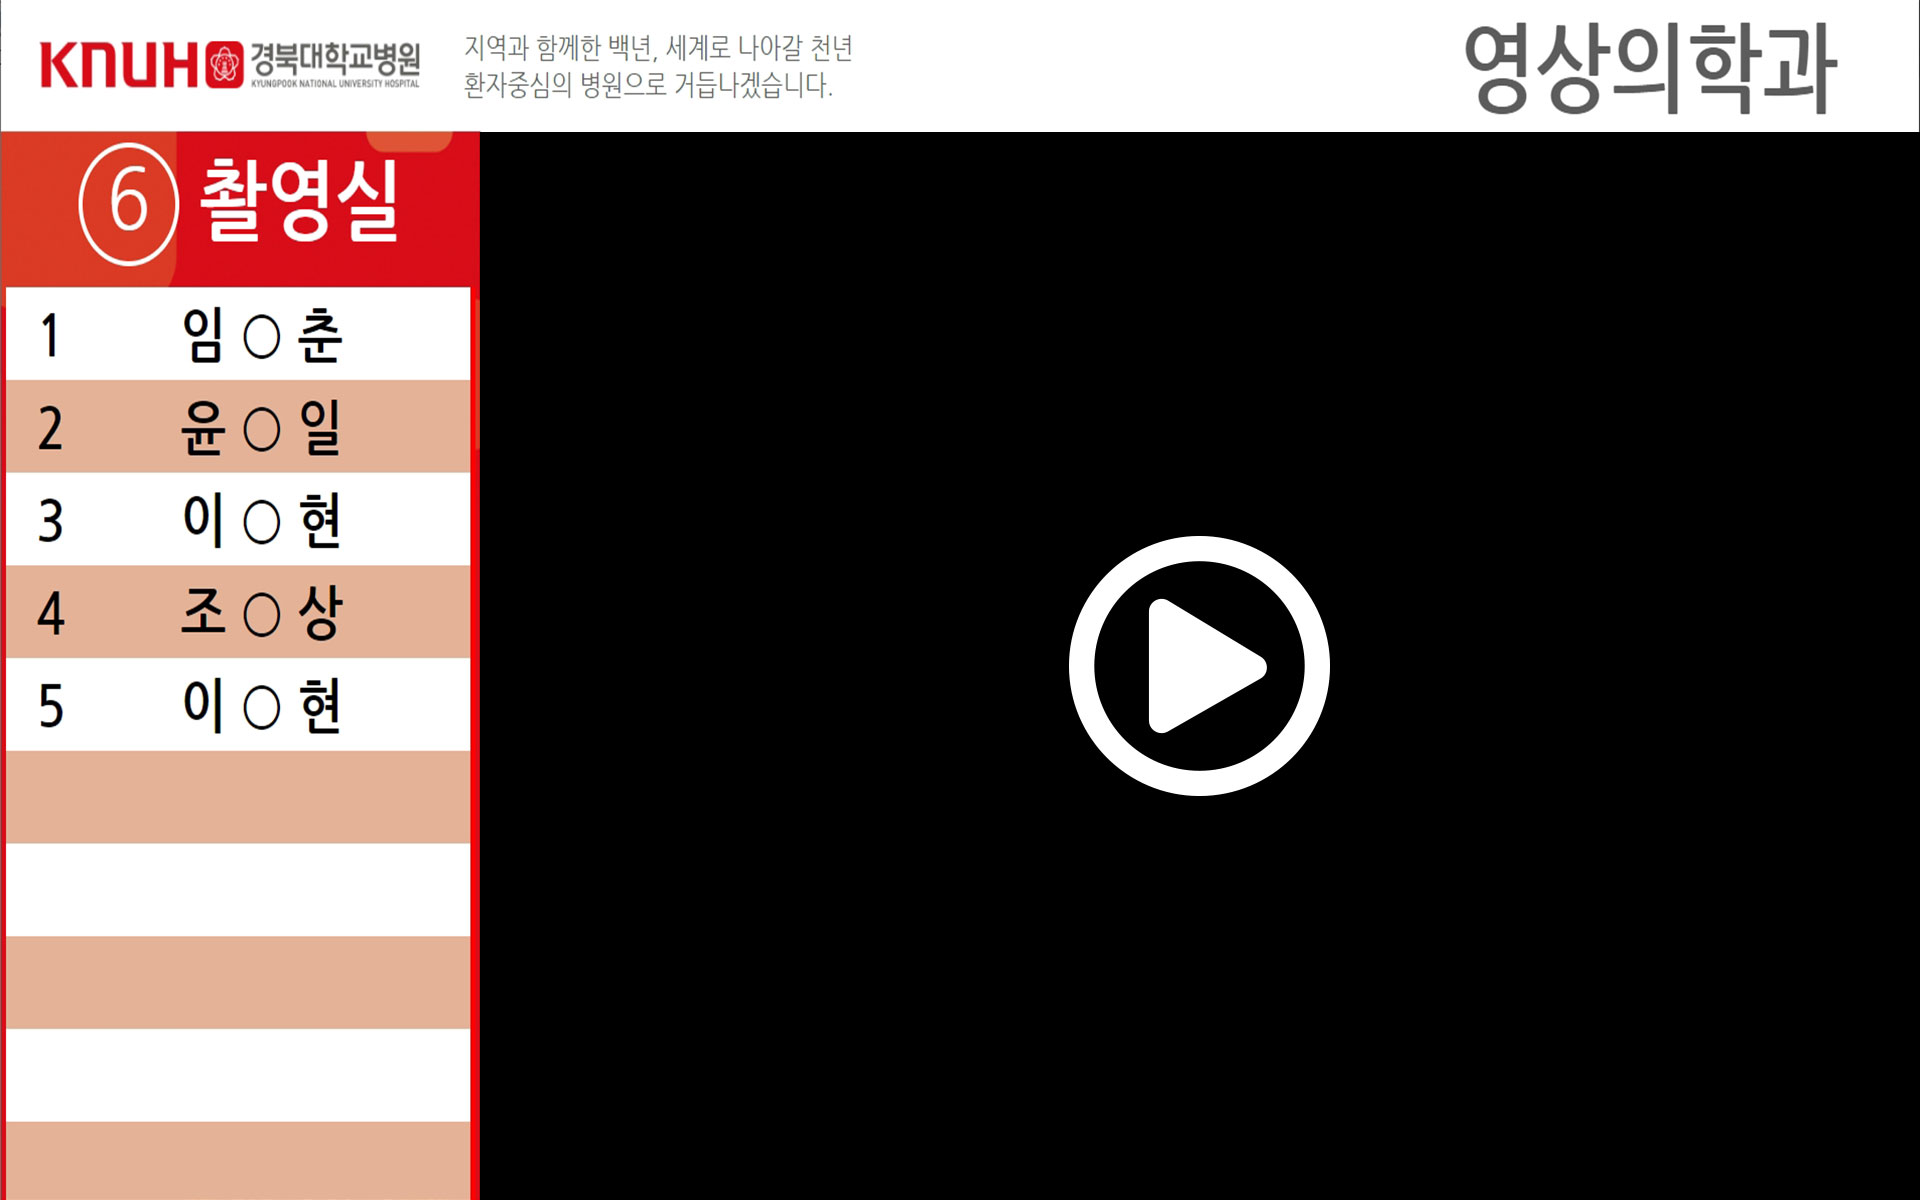 KNUH 경북대학교병원
KYUNGPOOK NATIONAL UNIVERSITY HOSPITAL
지역과 함께한 백년, 세계로 나아갈 천년
환자중심의 병원으로 거듭나겠습니다.
영상의학과
6 촬영실
1 임 ○ 춘
2 윤 ○ 일
3 이 ○ 현
4 조 ○ 상
5 이 ○ 현